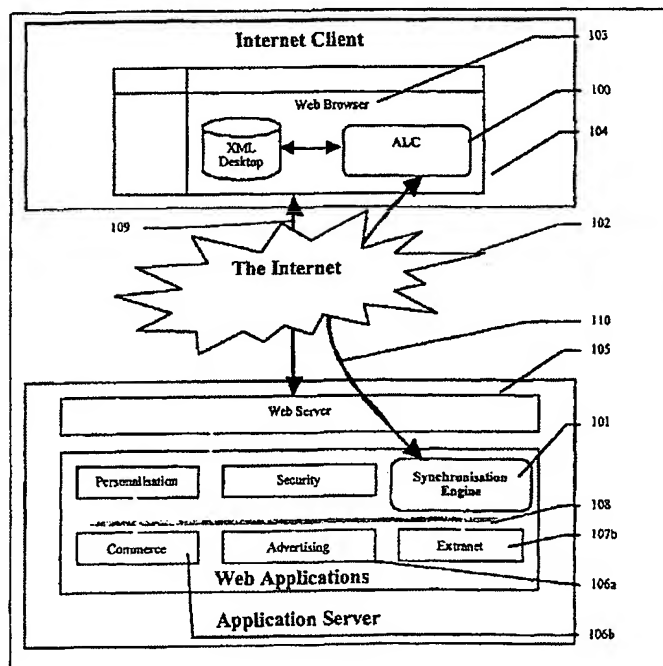 Internet Client
103
Web Browser
100
XML
Desktop
ALC
104
109
102
The Internet
110
105
Web Server
101
Personalisation
Security
Synchronisation
Engine
108
107b
Commerce
Advertising
Extranet
Web Applications
106a
Application Server
106b